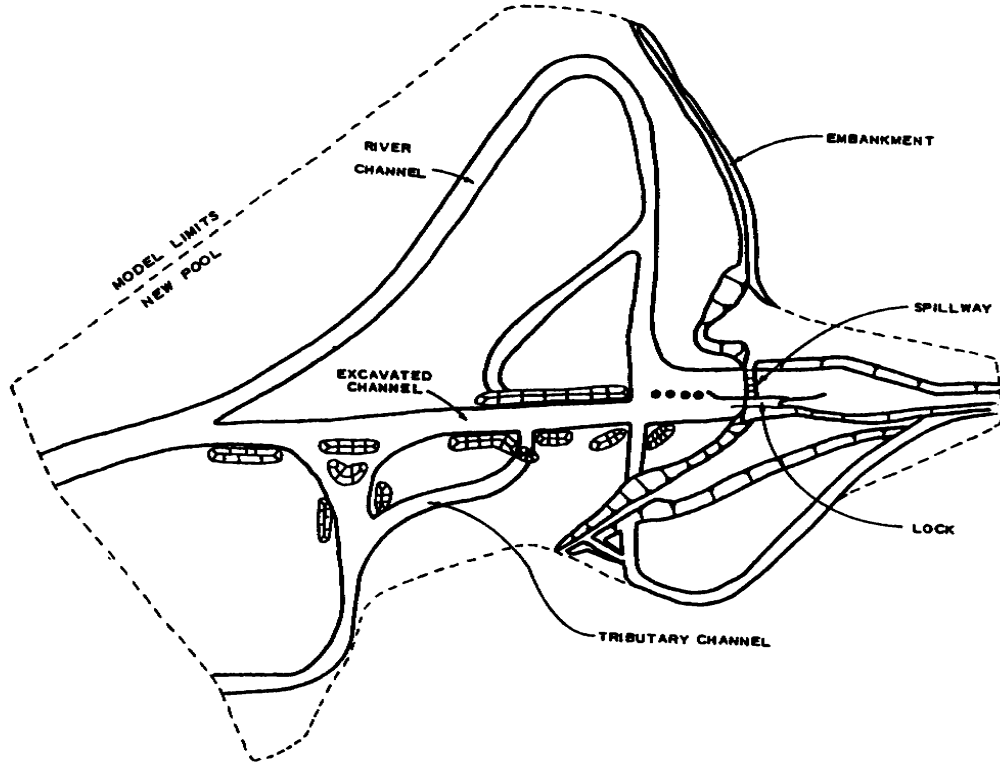 RIVER
CHANNEL
EMBANKMENT
MODEL LIMITS
NEW POOL
SPILLWAY
EXCAVATED
CHANNEL
LOCK
TRIBUTARY CHANNEL